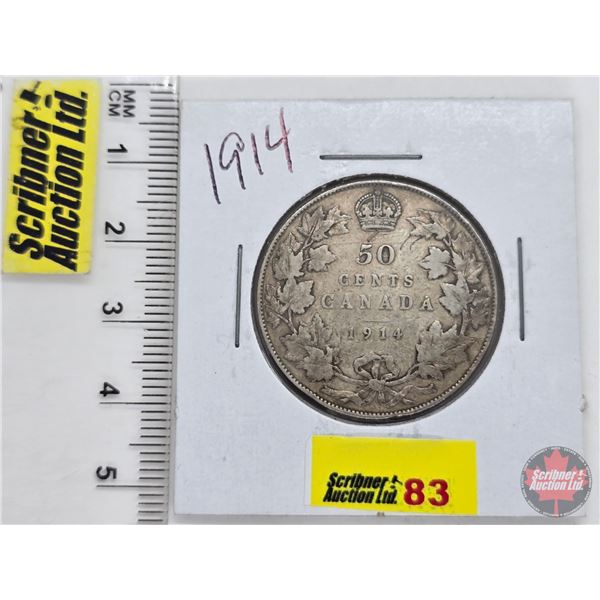 Scribner
Auction Ltd.
MM
CM
1
2
3
4
5
1914
50
CENTS
CANADA
1914
Scribner
Auction Ltd. 83
Scribner
Auction Ltd.